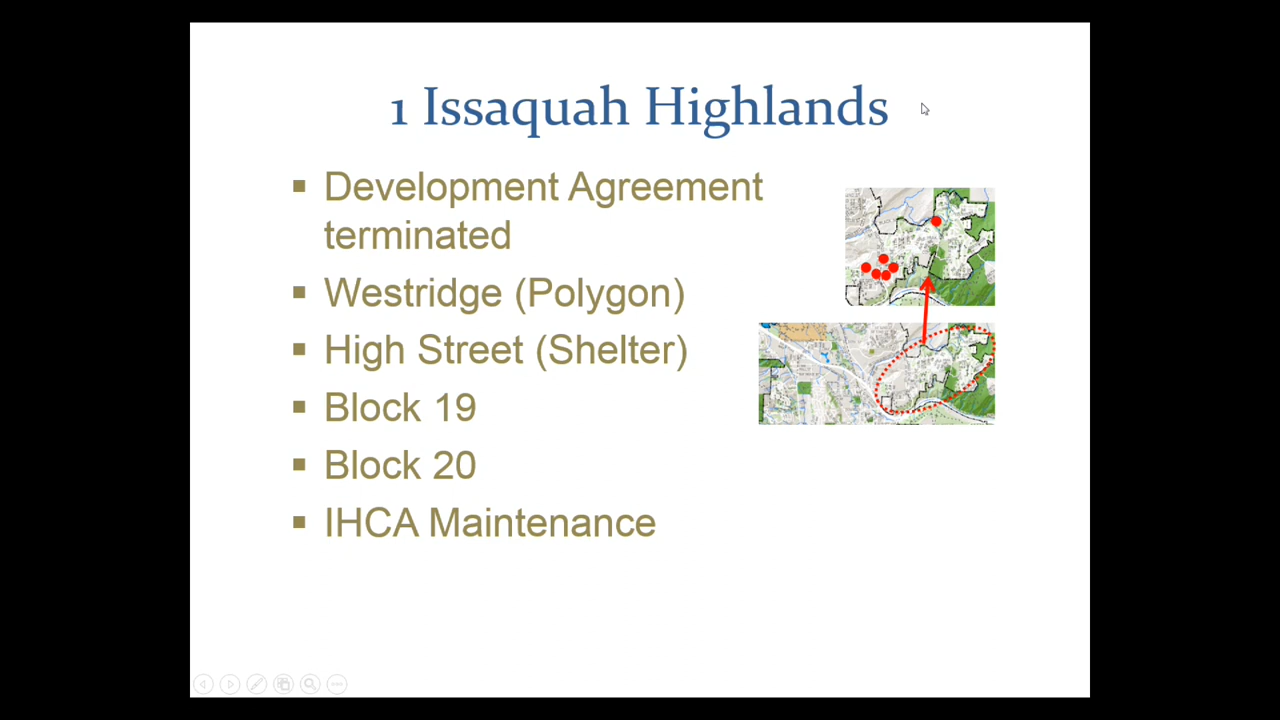 1 Issaquah Highlands
Development Agreement
terminated
Westridge (Polygon)
High Street (Shelter)
Block 19
Block 20
IHCA Maintenance